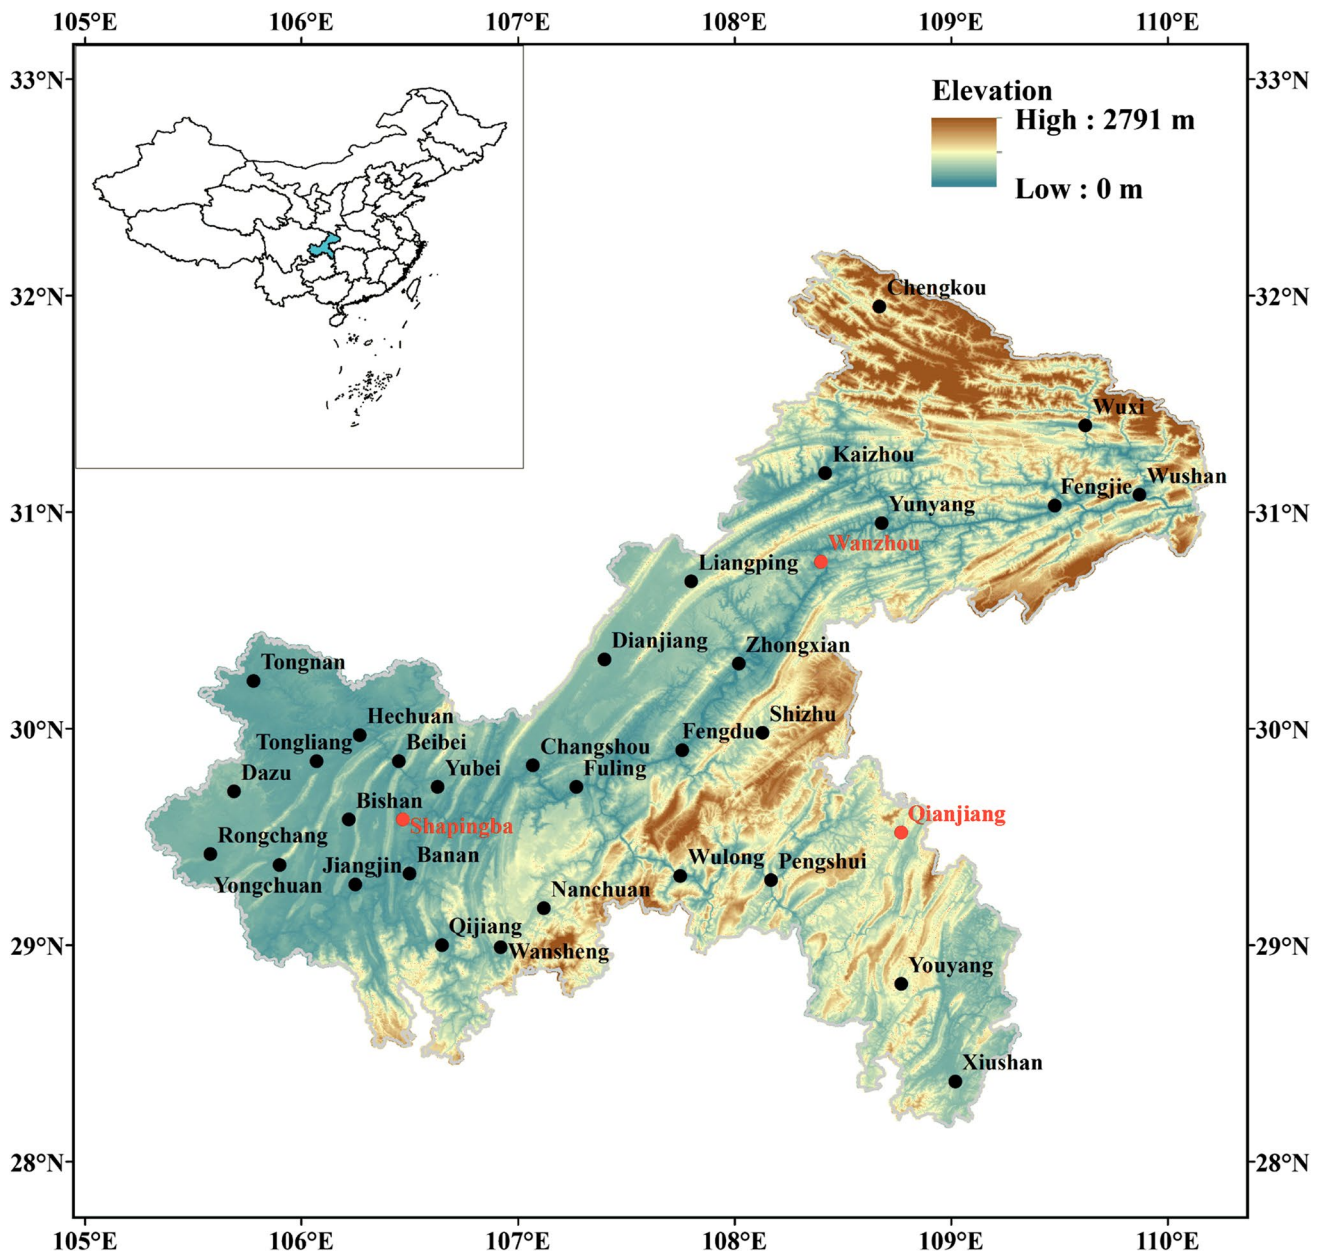 105°E 106°E 107°E 108°E 109°E 110°E
33°N 33°N
Elevation
High : 2791 m
Low : 0 m
32°N 32°N
Chengkou
Wuxi
Kaizhou
Wushan
Fengjie
Yunyang
31°N 31°N
Wanzhou
Liangping
Dianjiang
Zhongxian
Tongnan
Shizhu
Hechuan
30°N 30°N
Fengdu
Tongliang
Beibei
Changshou
Dazu
Yubei
Fuling
Bishan
Qianjiang
Shapingba
Rongchang
Banan
Wulong
Pengshui
Jiangjin
Yongchuan
Nanchuan
Qijiang
29°N 29°N
Wansheng
Youyang
Xiushan
28°N 28°N
105°E 106°E 107°E 108°E 109°E 110°E